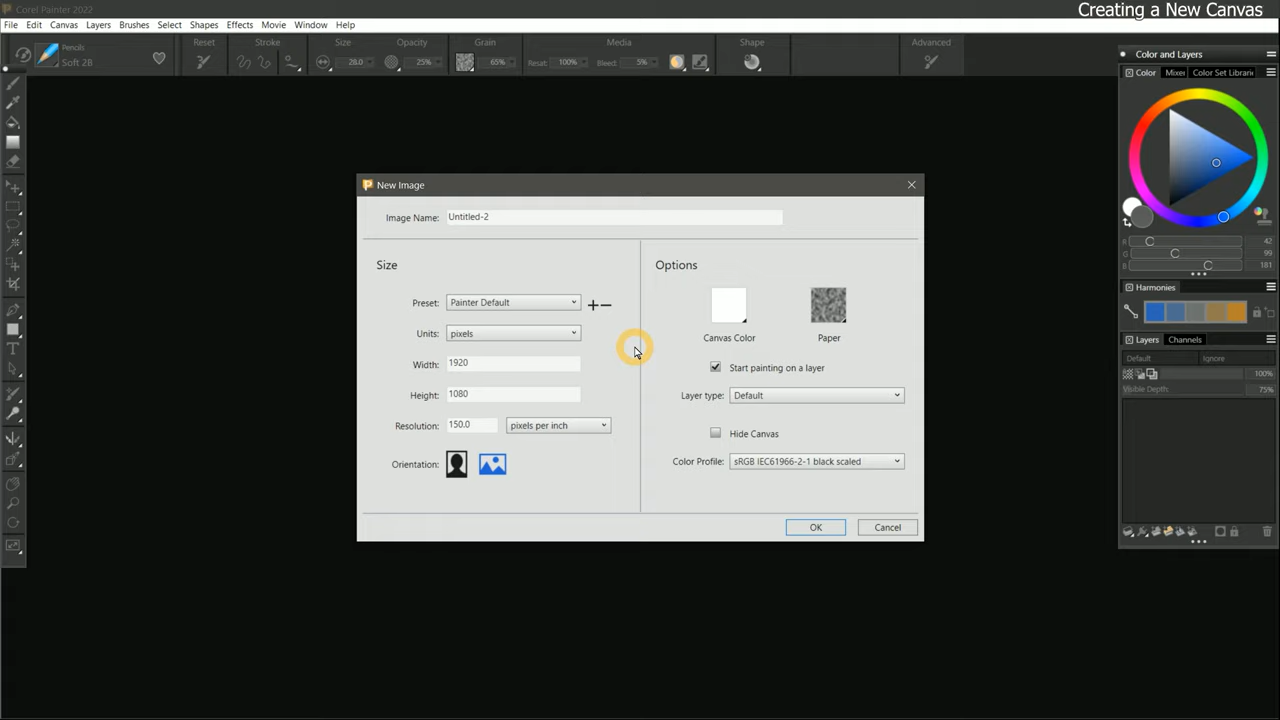 Corel Painter 2022
Creating a New Canvas
File Edit Canvas Layers Brushes Select Shapes Effects Movie Window Help
Pencils
Soft 2B
Reset Stroke Size Opacity Grain Media Shape Advanced
28.0 25% 65% Reset: 100% Bleed: 5%
Color and Layers
Color Mixer Color Set Librarie
R 42
G 99
B 181
Harmonies
Layers Channels
Default Ignore
100%
Visible Depth: 75%
New Image
Image Name: Untitled-2
Size
Preset: Painter Default
Units: pixels
Width: 1920
Height: 1080
Resolution: 150.0 pixels per inch
Orientation:
Options
Canvas Color Paper
Start painting on a layer
Layer type: Default
Hide Canvas
Color Profile: sRGB IEC61966-2-1 black scaled
OK Cancel